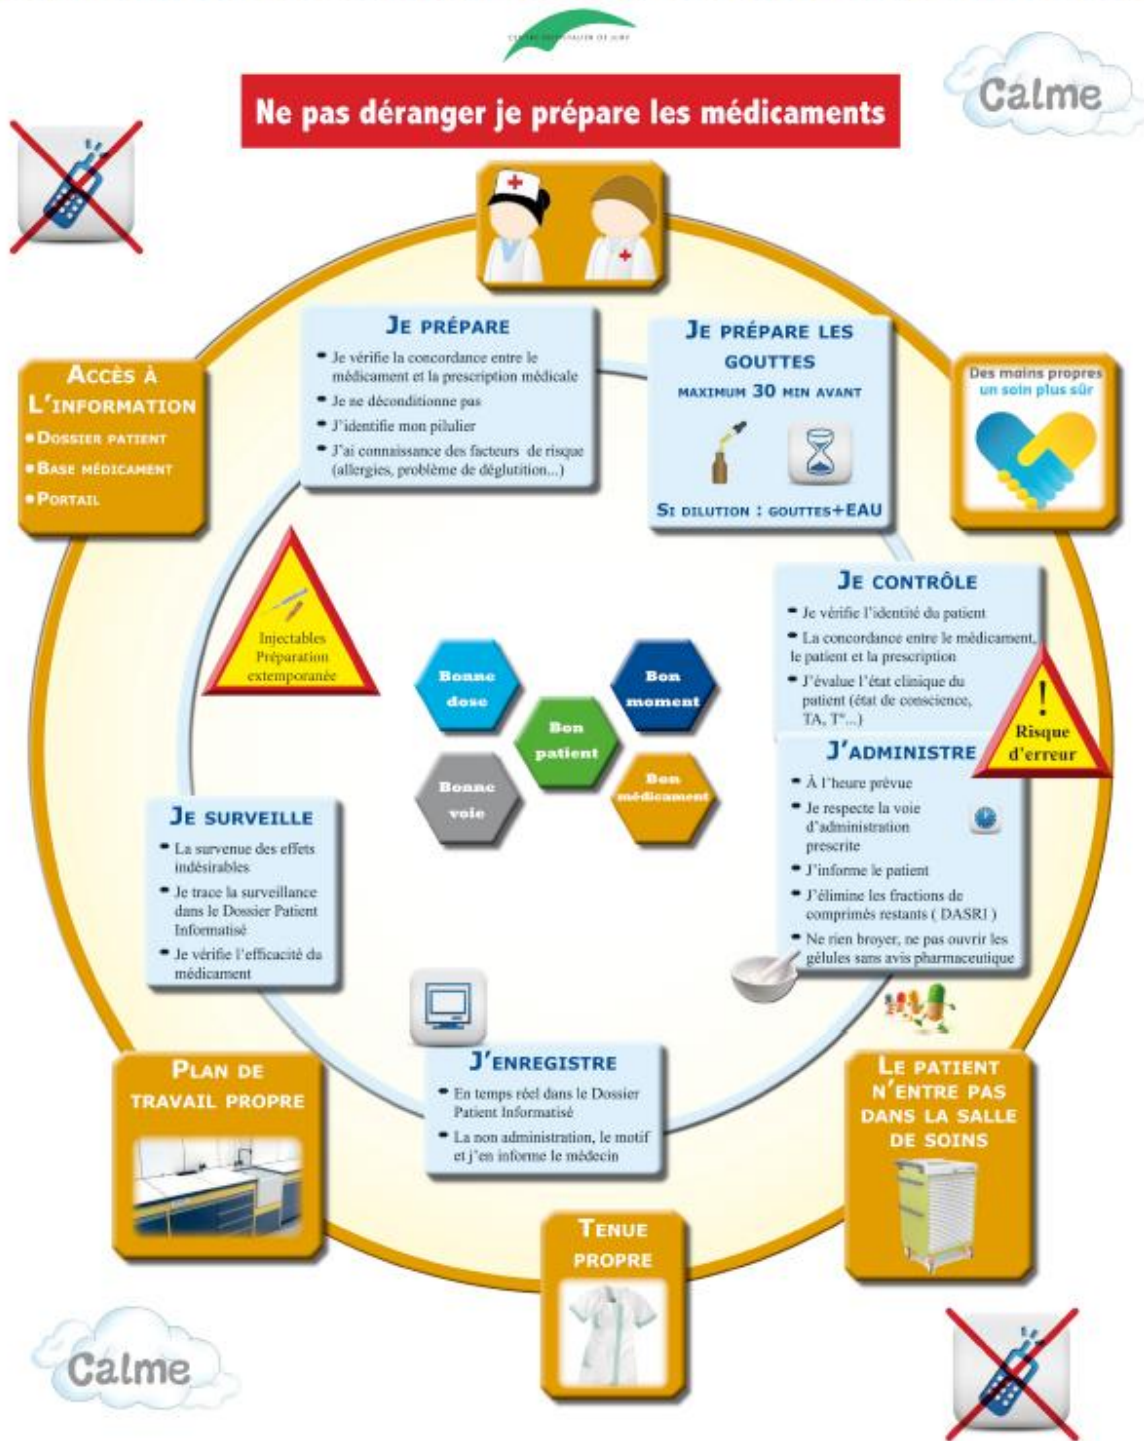 CENTRE HOSPITALIER DE JURY
Calme
Ne pas déranger je prépare les médicaments
JE PRÉPARE
• Je vérifie la concordance entre le
médicament et la prescription médicale
• Je ne déconditionne pas
• J'identifie mon pilulier
• J'ai connaissance des facteurs de risque
(allergies, problème de déglutition...)
JE PRÉPARE LES
GOUTTES
MAXIMUM 30 MIN AVANT
SI DILUTION : GOUTTES+EAU
ACCÈS À
L'INFORMATION
• DOSSIER PATIENT
• BASE MÉDICAMENT
• PORTAIL
Des mains propres
un soin plus sûr
Injectables
Préparation
extemporanée
JE CONTRÔLE
• Je vérifie l'identité du patient
• La concordance entre le médicament,
le patient et la prescription
• J'évalue l'état clinique du
patient (état de conscience,
TA, T°...)
!
Risque
d'erreur
Bonne
dose
Bon
moment
Bon
patient
Bonne
voie
Bon
médicament
J'ADMINISTRE
• À l'heure prévue
• Je respecte la voie
d'administration
prescrite
• J'informe le patient
• J'élimine les fractions de
comprimés restants ( DASRI )
• Ne rien broyer, ne pas ouvrir les
gélules sans avis pharmaceutique
JE SURVEILLE
• La survenue des effets
indésirables
• Je trace la surveillance
dans le Dossier Patient
Informatisé
• Je vérifie l'efficacité du
médicament
J'ENREGISTRE
• En temps réel dans le Dossier
Patient Informatisé
• La non administration, le motif
et j'en informe le médecin
PLAN DE
TRAVAIL PROPRE
LE PATIENT
N'ENTRE PAS
DANS LA SALLE
DE SOINS
TENUE
PROPRE
Calme